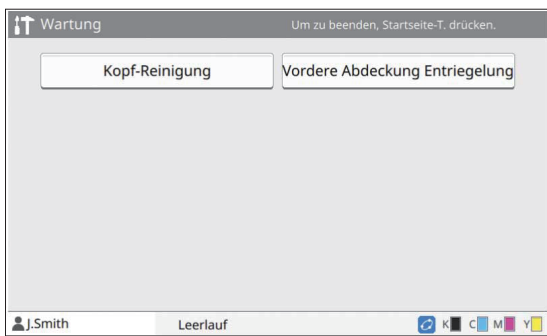 Wartung
Um zu beenden, Startseite-T. drücken.
Kopf-Reinigung
Vordere Abdeckung Entriegelung
J.Smith
Leerlauf
K C M Y